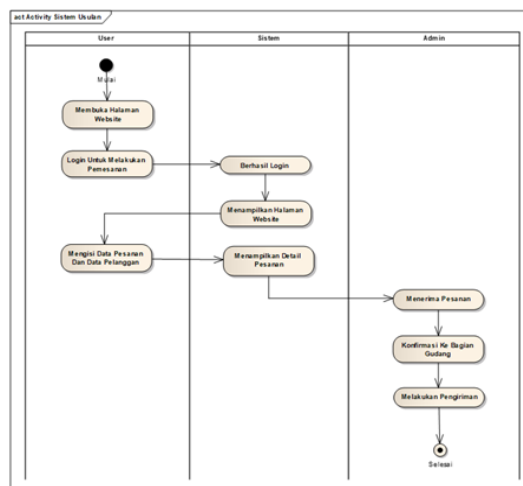 act Activity Sistem Usulan
User
Sistem
Admin
Mulai
Membuka Halaman
Website
Login Untuk Melakukan
Pemesanan
Berhasil Login
Menampilkan Halaman
Website
Mengisi Data Pesanan
Dan Data Pelanggan
Menampilkan Detail
Pesanan
Menerima Pesanan
Konfirmasi Ke Bagian
Gudang
Melakukan Pengiriman
Selesai